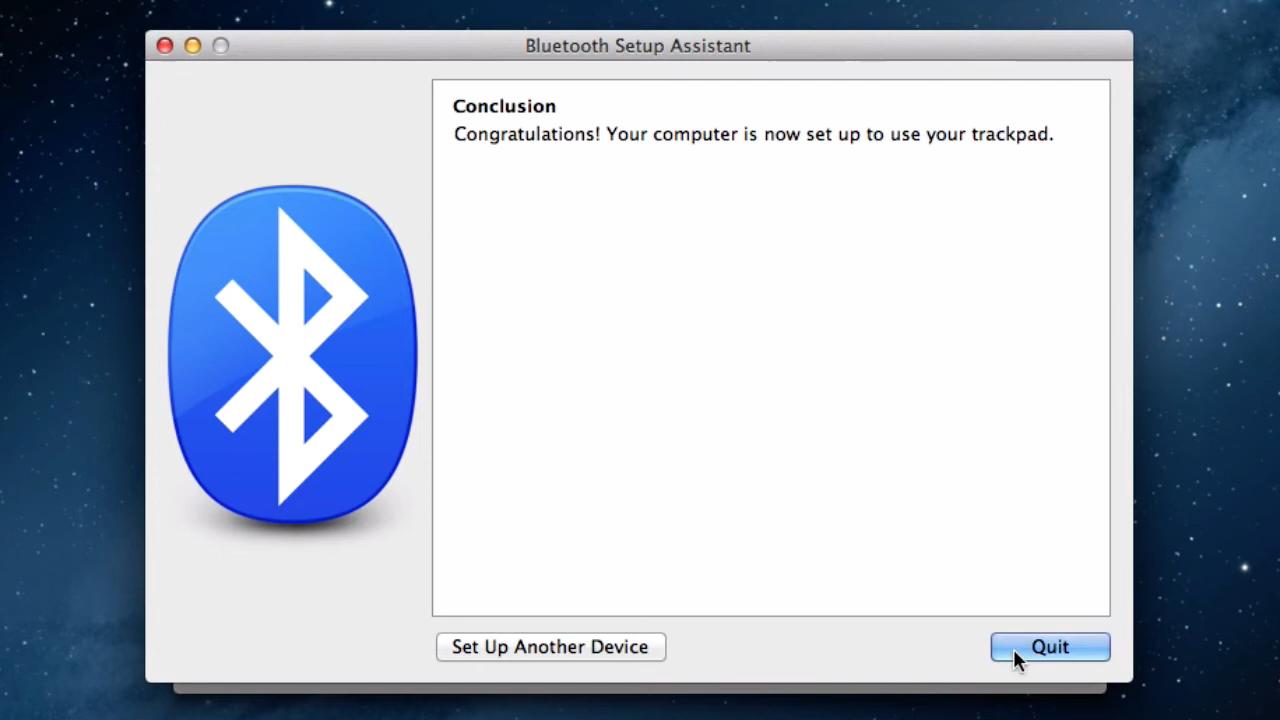 Bluetooth Setup Assistant
Conclusion
Congratulations! Your computer is now set up to use your trackpad.
Set Up Another Device
Quit